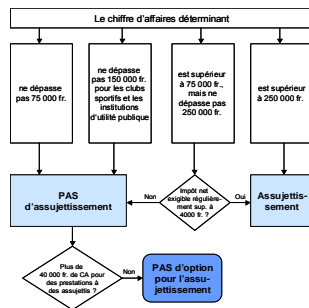 Le chiffre d'affaires déterminant
ne dépasse
pas 75 000 fr.
ne dépasse
pas 150 000 fr.
pour les clubs
sportifs et les
institutions
d'utilité publique
est supérieur
à 75 000 fr.,
mais ne
dépasse pas
250 000 fr.
est supérieur
à 250 000 fr.
PAS
d'assujettissement
Non
Impôt net
exigible régulière-
ment sup. à
4000 fr. ?
Oui
Assujettis-
sement
Plus de
40 000 fr. de CA pour
des prestations à
des assujettis ?
Non
PAS d'option
pour l'assu-
jettissement